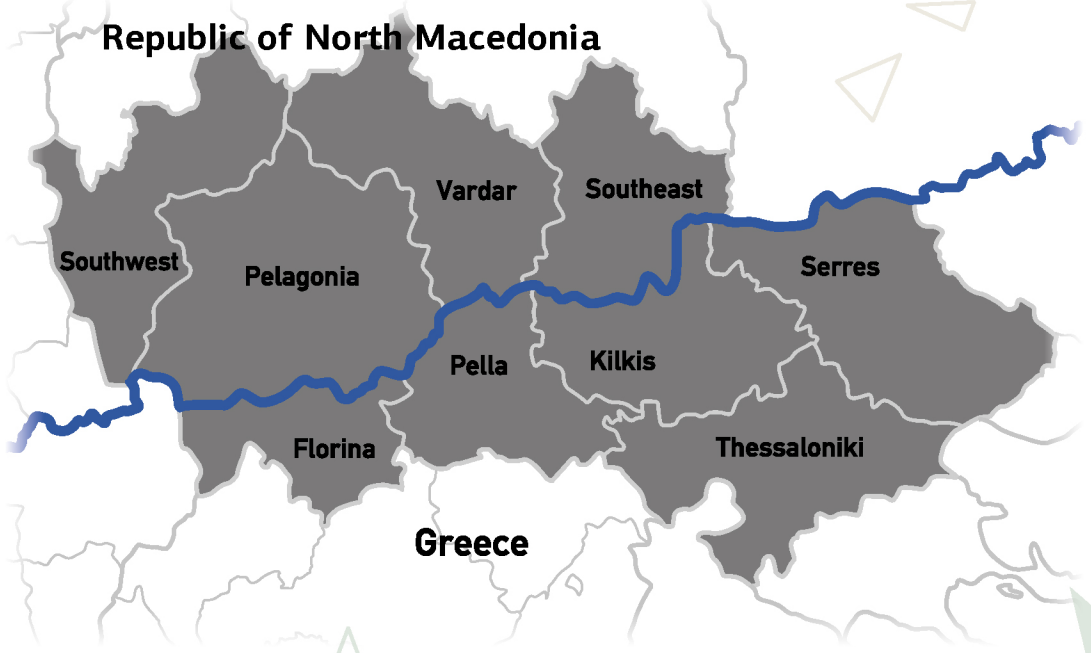 Republic of North Macedonia
Vardar
Southeast
Southwest
Pelagonia
Serres
Pella
Kilkis
Florina
Thessaloniki
Greece